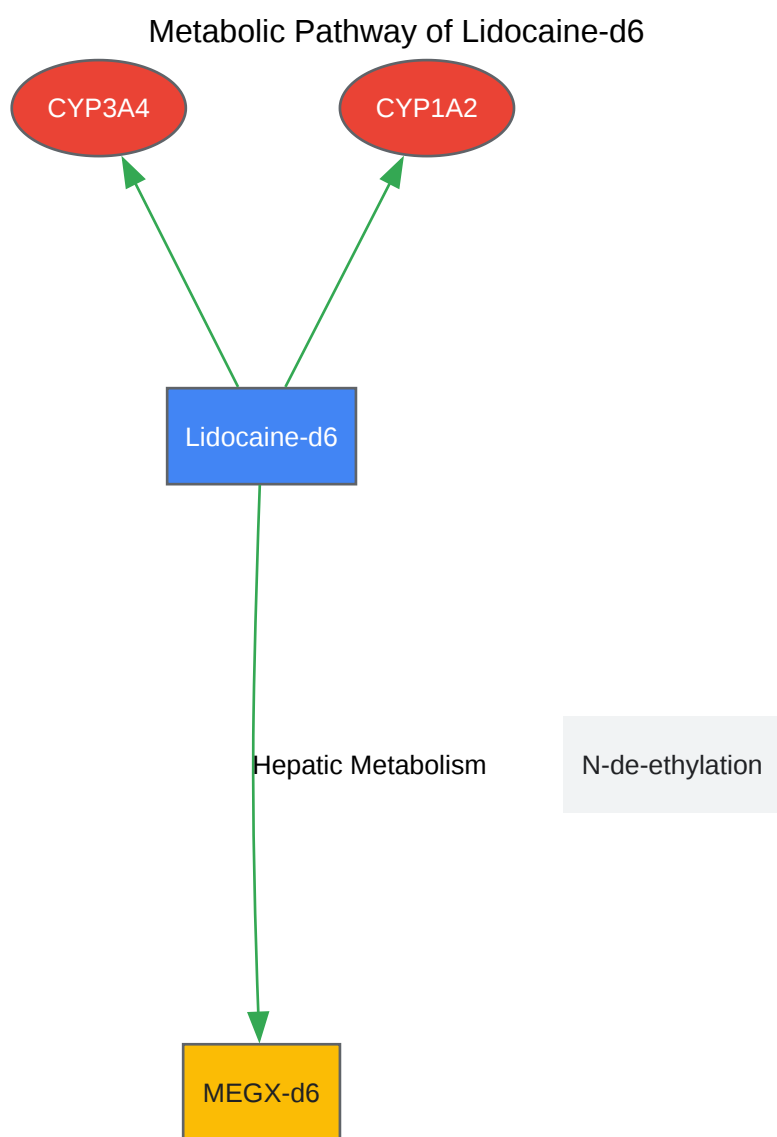 Metabolic Pathway of Lidocaine-d6
CYP3A4
CYP1A2
Lidocaine-d6
Hepatic Metabolism
N-de-ethylation
MEGX-d6